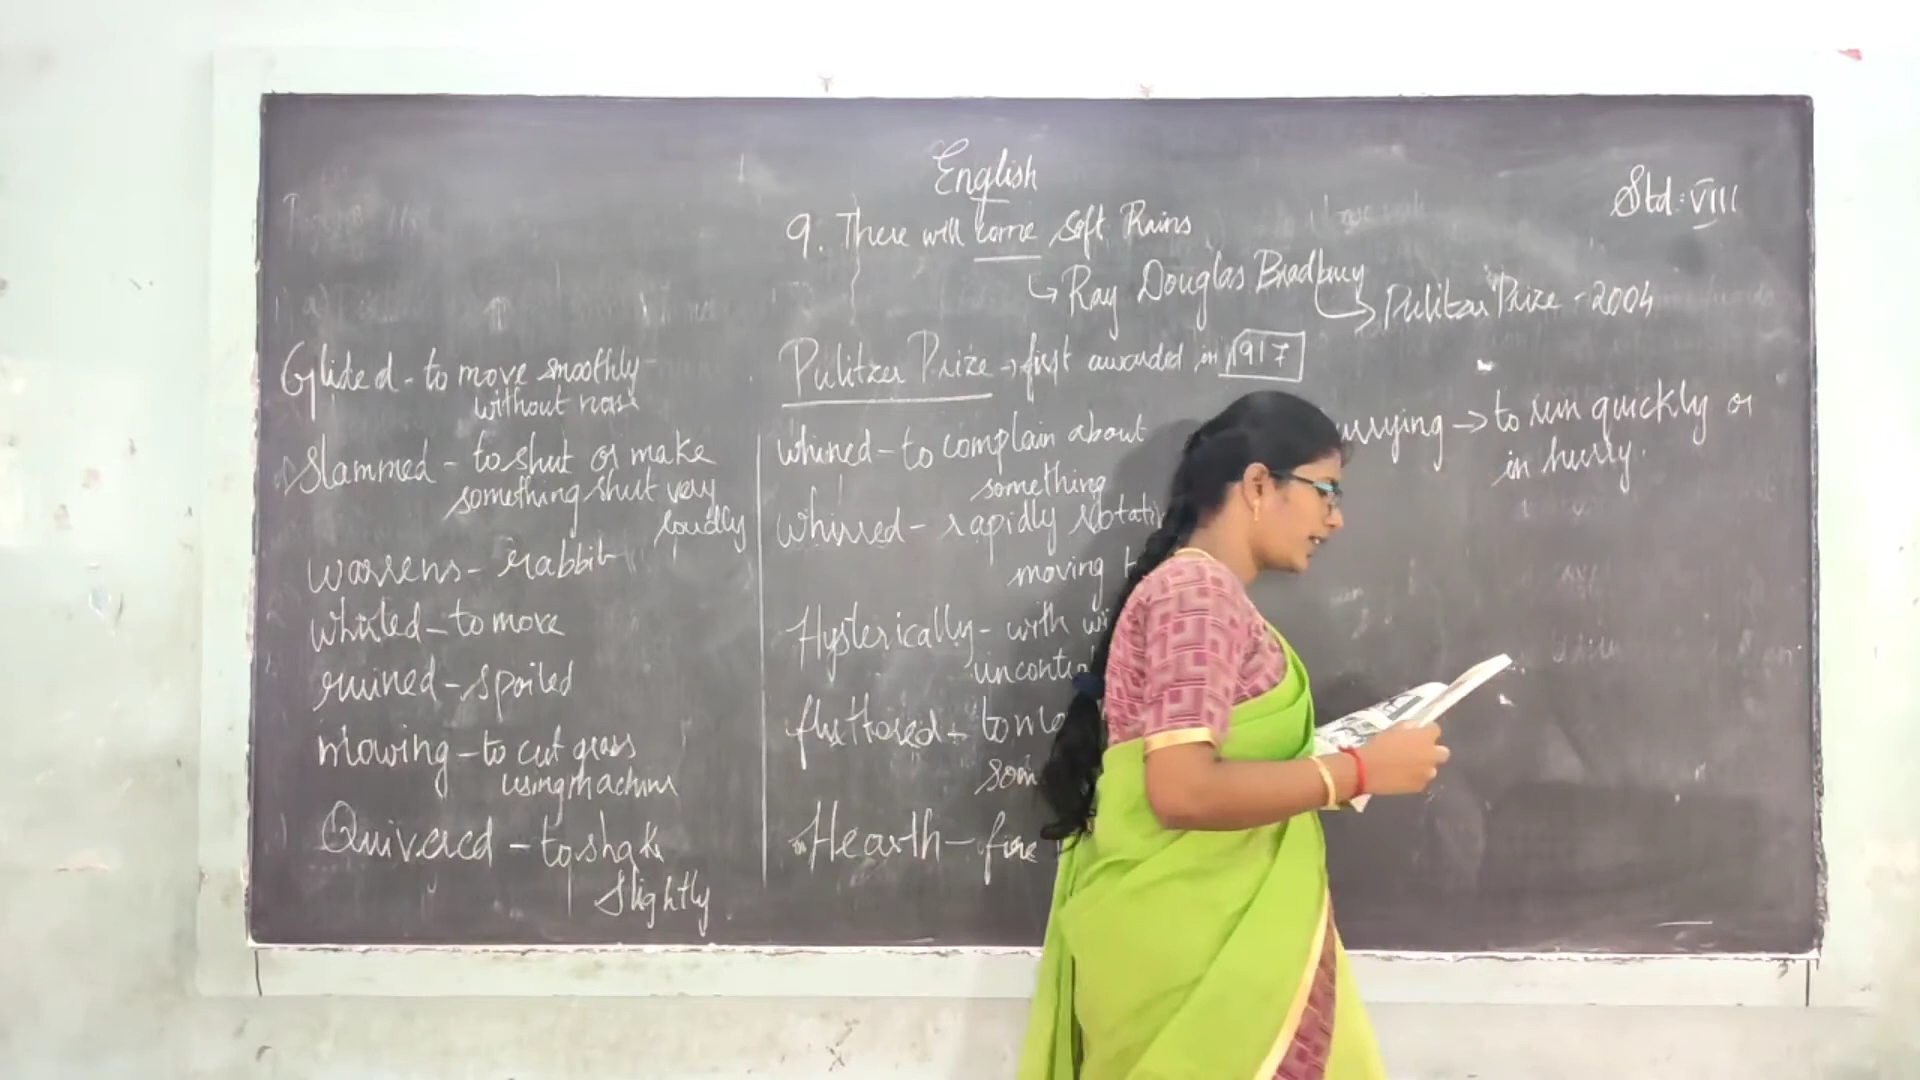 English
Std: VIII
9. There will come soft Rains
Ray Douglas Bradbury
Pulitzer Prize - 2004
Pulitzer Prize → first awarded in 1917
Glided - to move smoothly
without noise
Slammed - to shut or make
something shut very
loudly
warrens - rabbit
whirled - to move
ruined - spoiled
Mowing - to cut grass
using machine
Quivered - to shake
slightly
whined - to complain about
something
whirred - rapidly
moving
Hysterically - with
fluttered - to
Hearth - fire
→ to run quickly or
in hurry.